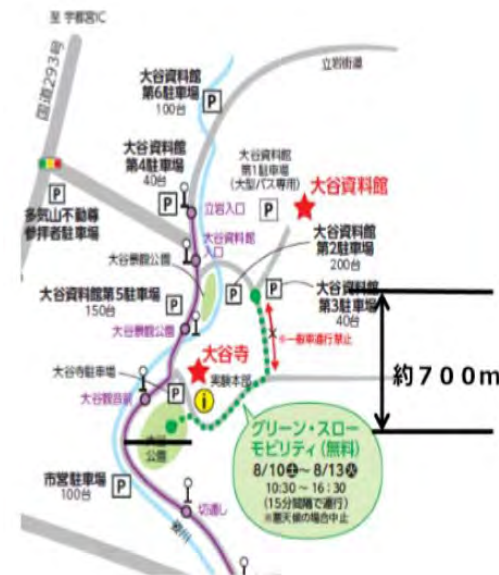 至 宇都宮IC
国道293号
立岩街道
大谷資料館
第6駐車場
100台
P
大谷資料館
第4駐車場
40台
P
大谷資料館
第1駐車場
(大型バス専用)
P
大谷資料館
P
多気山不動尊
参拝者駐車場
立岩入口
大谷資料館
入口
大谷景観公園
大谷資料館
第2駐車場
200台
P
大谷資料館第5駐車場
150台
P
P
大谷資料館
第3駐車場
40台
大谷景観公園
×
※一般車通行禁止
大谷寺
大谷寺駐車場
P
実験本部
i
約700m
大谷観音前
公園
グリーン・スロー
モビリティ(無料)
8/10土~8/13火
10:30~16:30
(15分間隔で運行)
※悪天候の場合中止
市営駐車場
100台
P
切通し